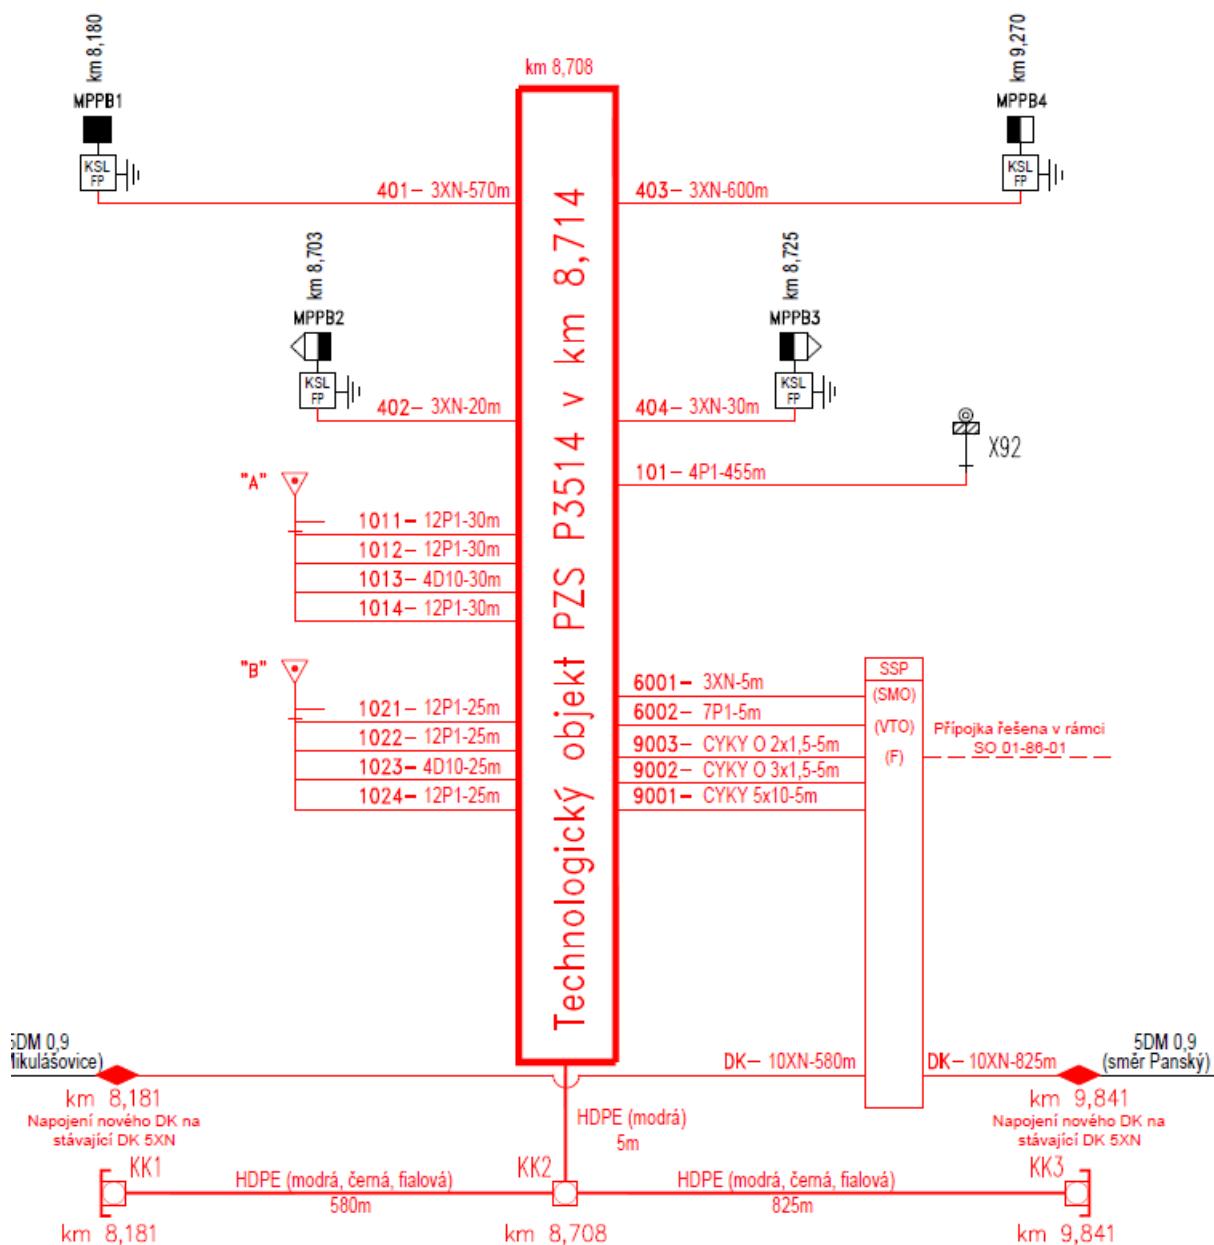 km 8,180
MPPB1
KSL
FP
401– 3XN-570m
km 8,708
km 9,270
MPPB4
KSL
FP
403– 3XN-600m
km 8,703
MPPB2
KSL
FP
402– 3XN-20m
km 8,725
MPPB3
KSL
FP
404– 3XN-30m
X92
101– 4P1-455m
Technologický objekt PZS P3514 v km 8,714
"A"
1011– 12P1-30m
1012– 12P1-30m
1013– 4D10-30m
1014– 12P1-30m
"B"
1021– 12P1-25m
1022– 12P1-25m
1023– 4D10-25m
1024– 12P1-25m
6001– 3XN-5m
6002– 7P1-5m
9003– CYKY O 2x1,5-5m
9002– CYKY O 3x1,5-5m
9001– CYKY 5x10-5m
SSP
(SMO)
(VTO)
(F)
Přípojka řešena v rámci
SO 01-86-01
5DM 0,9
Mikulášovice)
km 8,181
Napojení nového DK na
stávající DK 5XN
DK– 10XN-580m
DK– 10XN-825m
5DM 0,9
(směr Panský)
km 9,841
Napojení nového DK na
stávající DK 5XN
HDPE (modrá)
5m
KK1
HDPE (modrá, černá, fialová)
580m
KK2
HDPE (modrá, černá, fialová)
825m
KK3
km 8,181
km 8,708
km 9,841